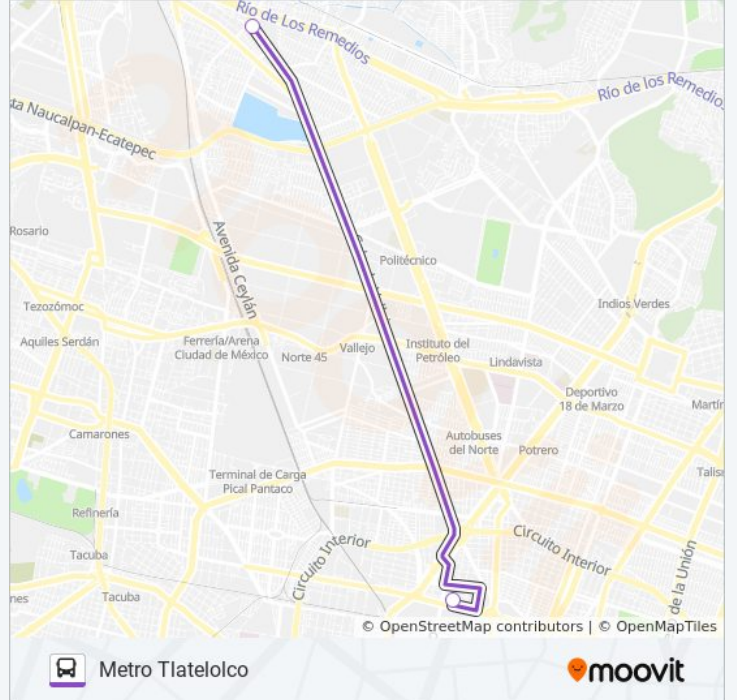 Río de Los Remedios
Río de los Remedios
ta Naucalpan-Ecatepec
Rosario
Avenida Ceylán
Politécnico
Indios Verdes
Tezozómoc
Aquiles Serdán
Ferrería/Arena
Ciudad de México
Norte 45
Vallejo
Instituto del
Petróleo
Lindavista
Deportivo
18 de Marzo
Martín
Camarones
Autobuses
del Norte
Potrero
Talis
Terminal de Carga
Pical Pantaco
Refinería
Circuito Interior
Circuito Interior
Tacuba
de la Unión
nes
Tacuba
© OpenStreetMap contributors | © OpenMapTiles
Metro Tlatelolco
moovit